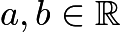 a, b ∈ ℝ